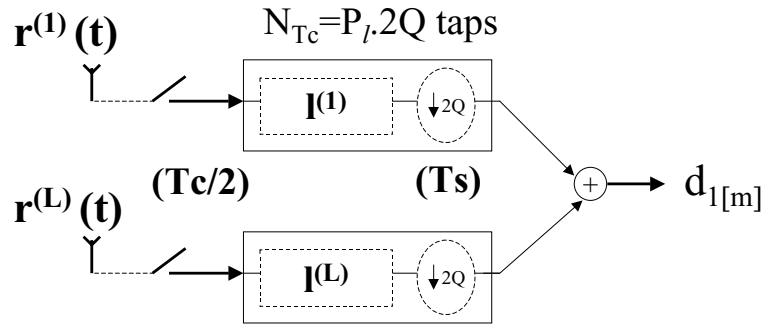 r(1)(t)
N_Tc=P_l.2Q taps
l(1)
↓2Q
(Tc/2)
(Ts)
+
d_1[m]
r(L)(t)
l(L)
↓2Q